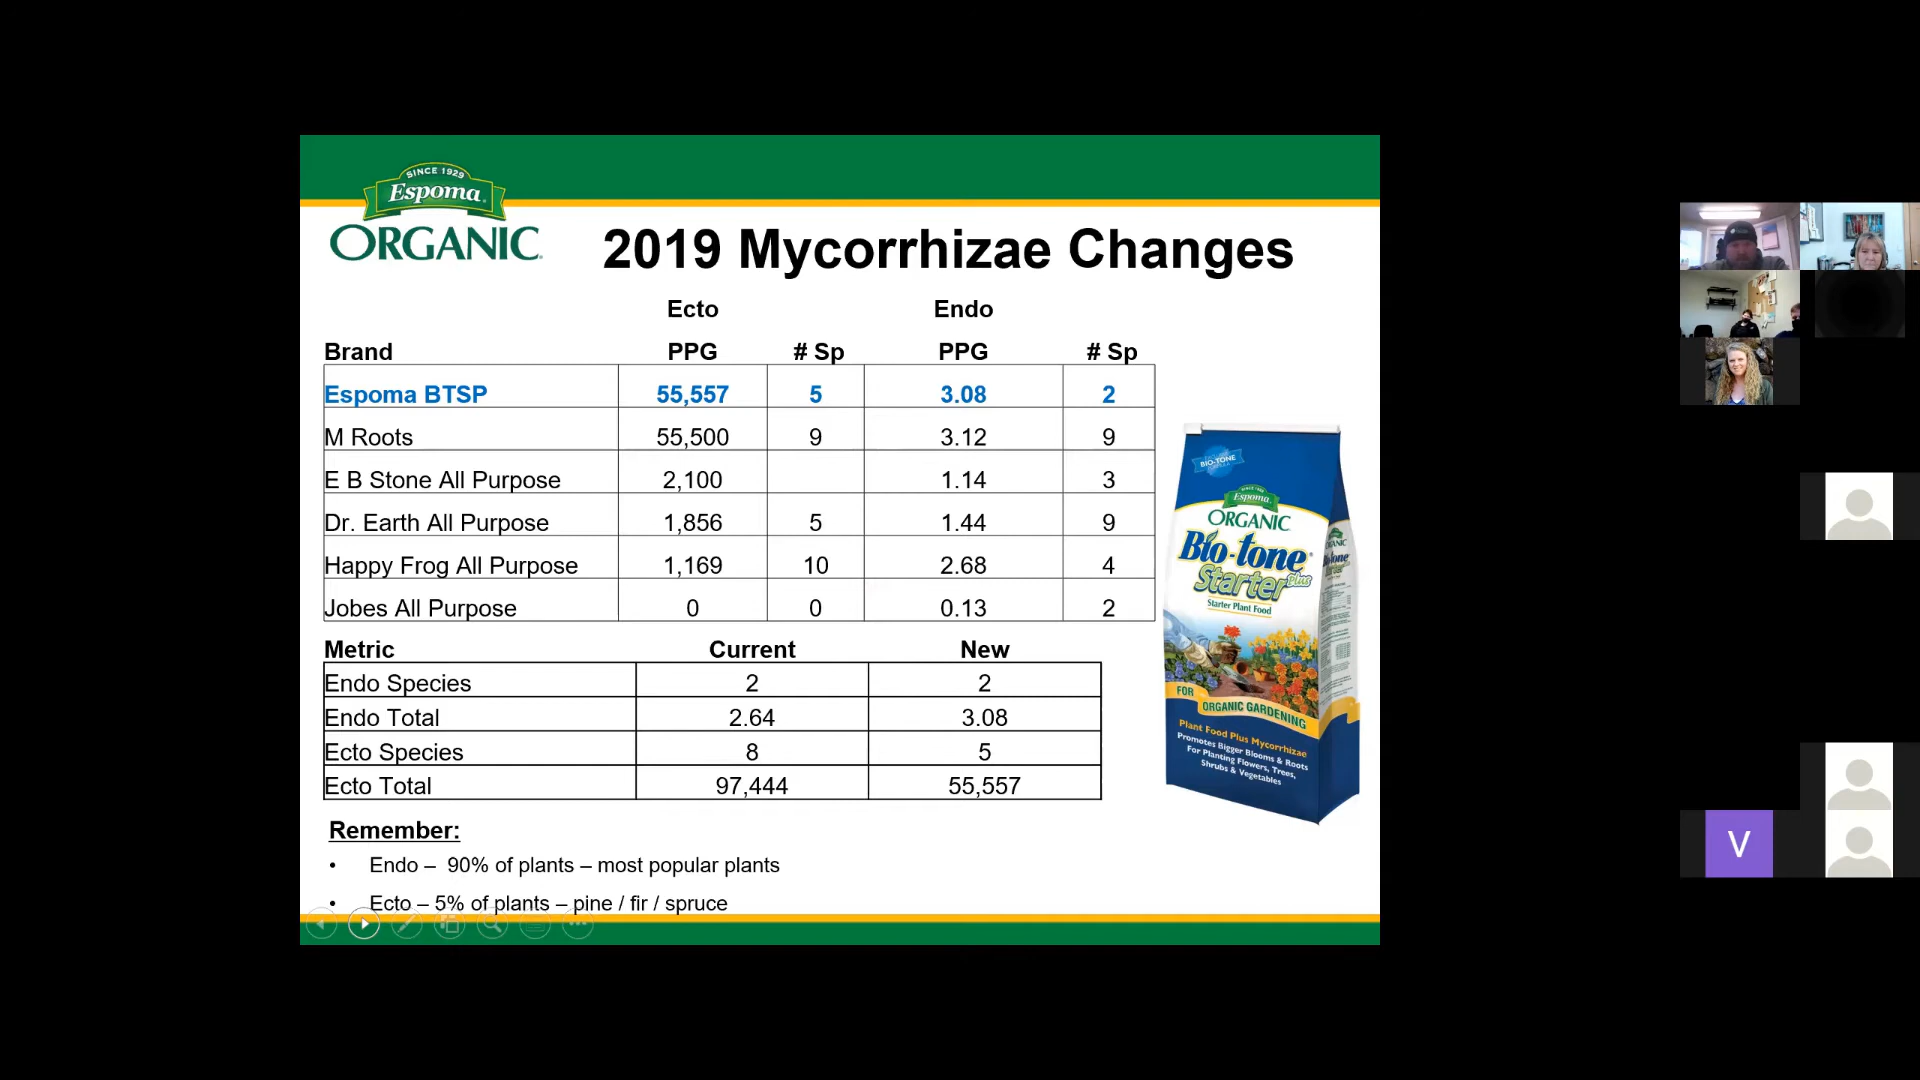 SINCE 1929
Espoma
ORGANIC
2019 Mycorrhizae Changes
Ecto Endo
Brand PPG # Sp PPG # Sp
Espoma BTSP 55,557 5 3.08 2
M Roots 55,500 9 3.12 9
E B Stone All Purpose 2,100 1.14 3
Dr. Earth All Purpose 1,856 5 1.44 9
Happy Frog All Purpose 1,169 10 2.68 4
Jobes All Purpose 0 0 0.13 2
Metric Current New
Endo Species 2 2
Endo Total 2.64 3.08
Ecto Species 8 5
Ecto Total 97,444 55,557
Remember:
• Endo – 90% of plants – most popular plants
• Ecto – 5% of plants – pine / fir / spruce
BIO-TONE
Espoma
ORGANIC
Bio-tone
Starter Plus
Starter Plant Food
FOR
ORGANIC GARDENING
Plant Food Plus Mycorrhizae
Promotes Bigger Blooms & Roots
For Planting Flowers, Trees,
Shrubs & Vegetables
V